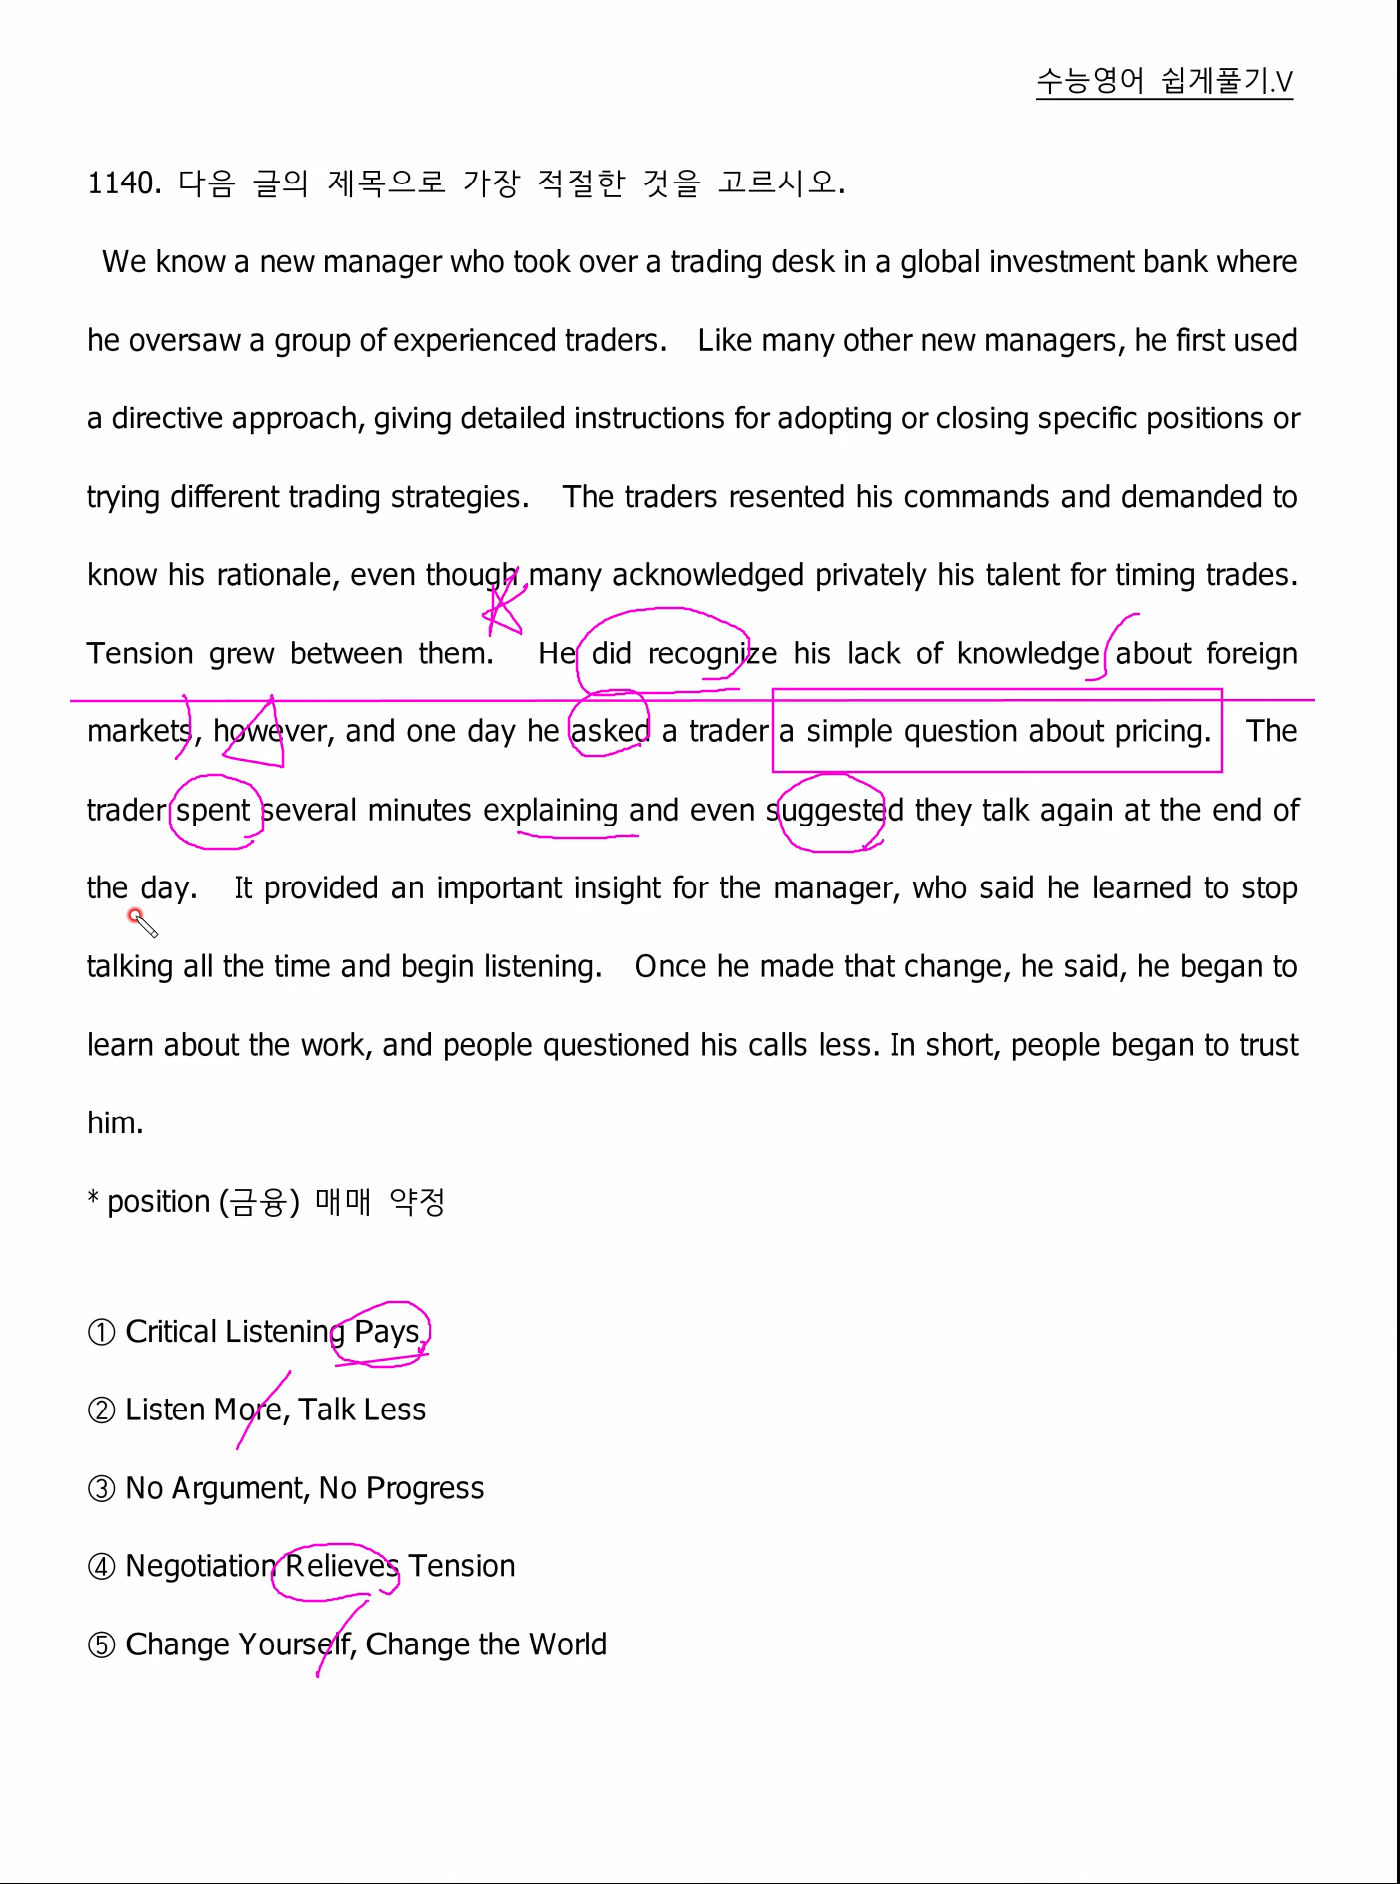 수능영어 쉽게풀기.V
1140. 다음 글의 제목으로 가장 적절한 것을 고르시오.
We know a new manager who took over a trading desk in a global investment bank where
he oversaw a group of experienced traders. Like many other new managers, he first used
a directive approach, giving detailed instructions for adopting or closing specific positions or
trying different trading strategies. The traders resented his commands and demanded to
know his rationale, even though many acknowledged privately his talent for timing trades.
Tension grew between them. He did recognize his lack of knowledge about foreign
markets, however, and one day he asked a trader a simple question about pricing. The
trader spent several minutes explaining and even suggested they talk again at the end of
the day. It provided an important insight for the manager, who said he learned to stop
talking all the time and begin listening. Once he made that change, he said, he began to
learn about the work, and people questioned his calls less. In short, people began to trust
him.
* position (금융) 매매 약정
① Critical Listening Pays
② Listen More, Talk Less
③ No Argument, No Progress
④ Negotiation Relieves Tension
⑤ Change Yourself, Change the World